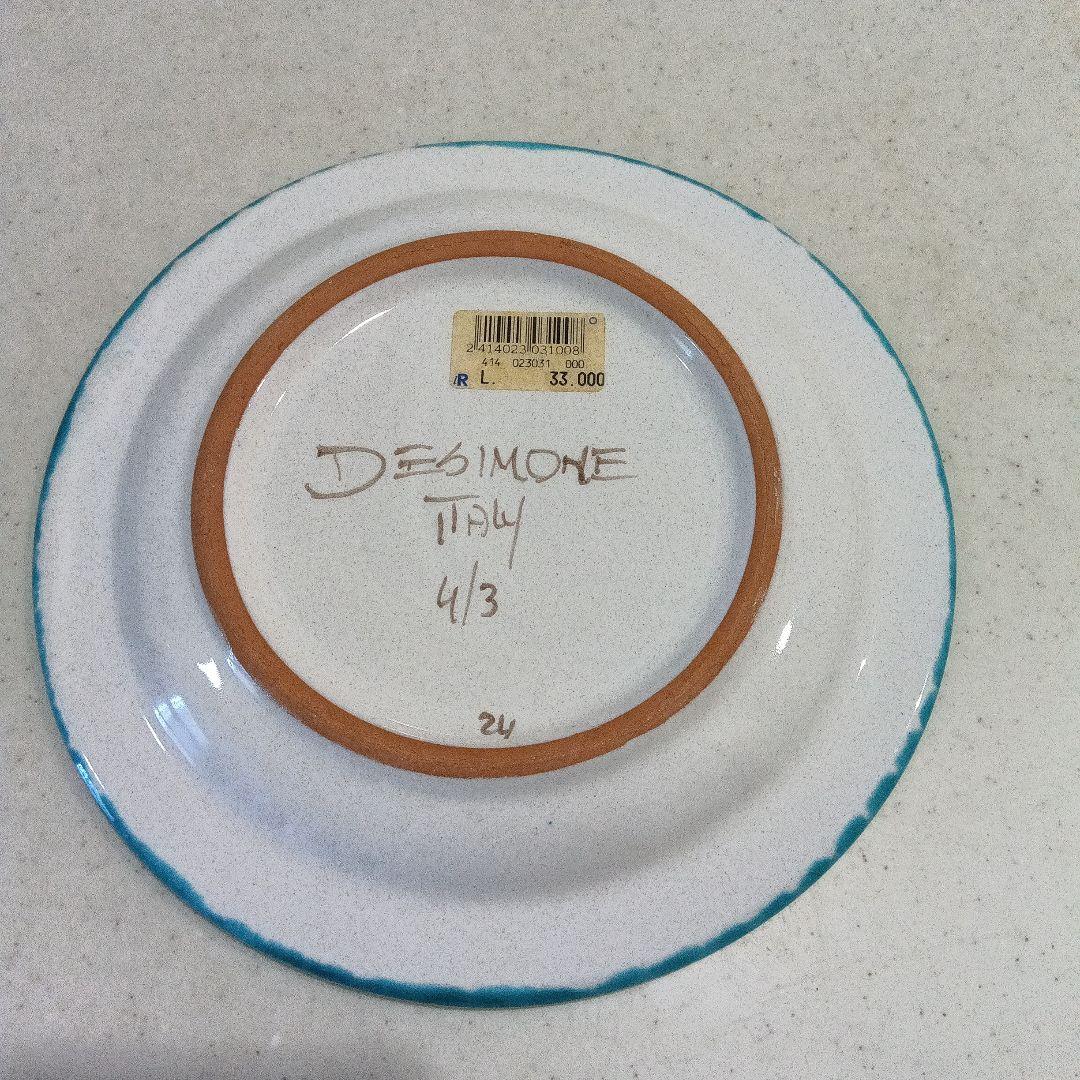 2 414023 031008
414 023031 000
R L. 33.000
DESIMONE
ITALY
4/3
24